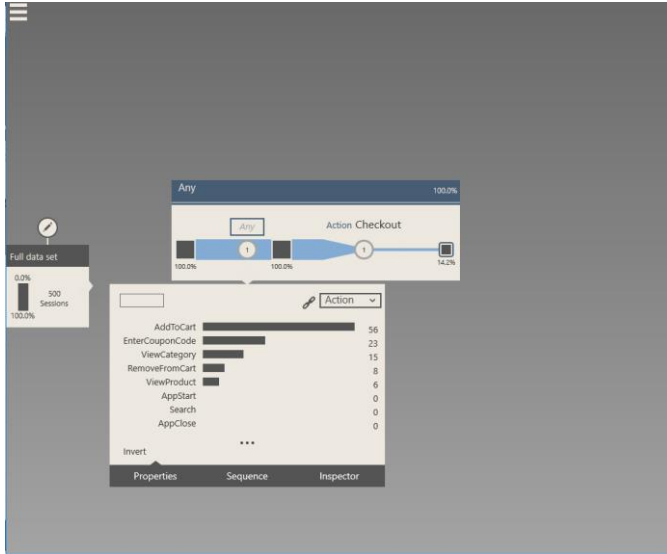 Any 100.0%
Any
Action Checkout
1
1
100.0%
100.0%
14.2%
Full data set
0.0%
500
Sessions
100.0%
Action
AddToCart 56
EnterCouponCode 23
ViewCategory 15
RemoveFromCart 8
ViewProduct 6
AppStart 0
Search 0
AppClose 0
...
Invert
Properties Sequence Inspector